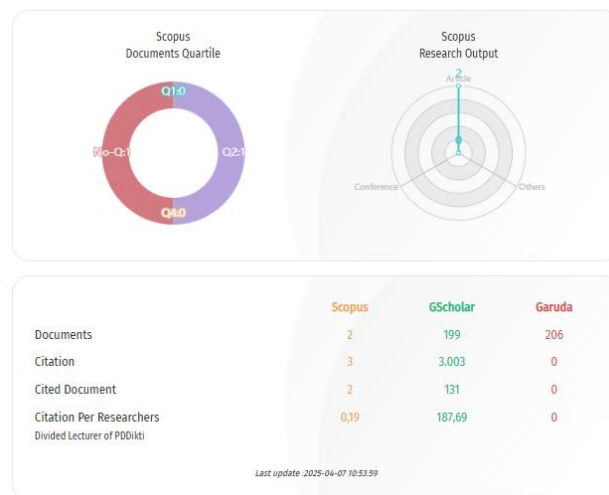 Scopus
Documents Quartile
Q1:0
No-Q:1
Q2:1
Q4:0
Scopus
Research Output
2
Article
0
Conference
Others
Scopus GScholar Garuda
Documents 2 199 206
Citation 3 3.003 0
Cited Document 2 131 0
Citation Per Researchers 0,19 187,69 0
Divided Lecturer of PDDikti
Last update :2025-04-07 10:53:59